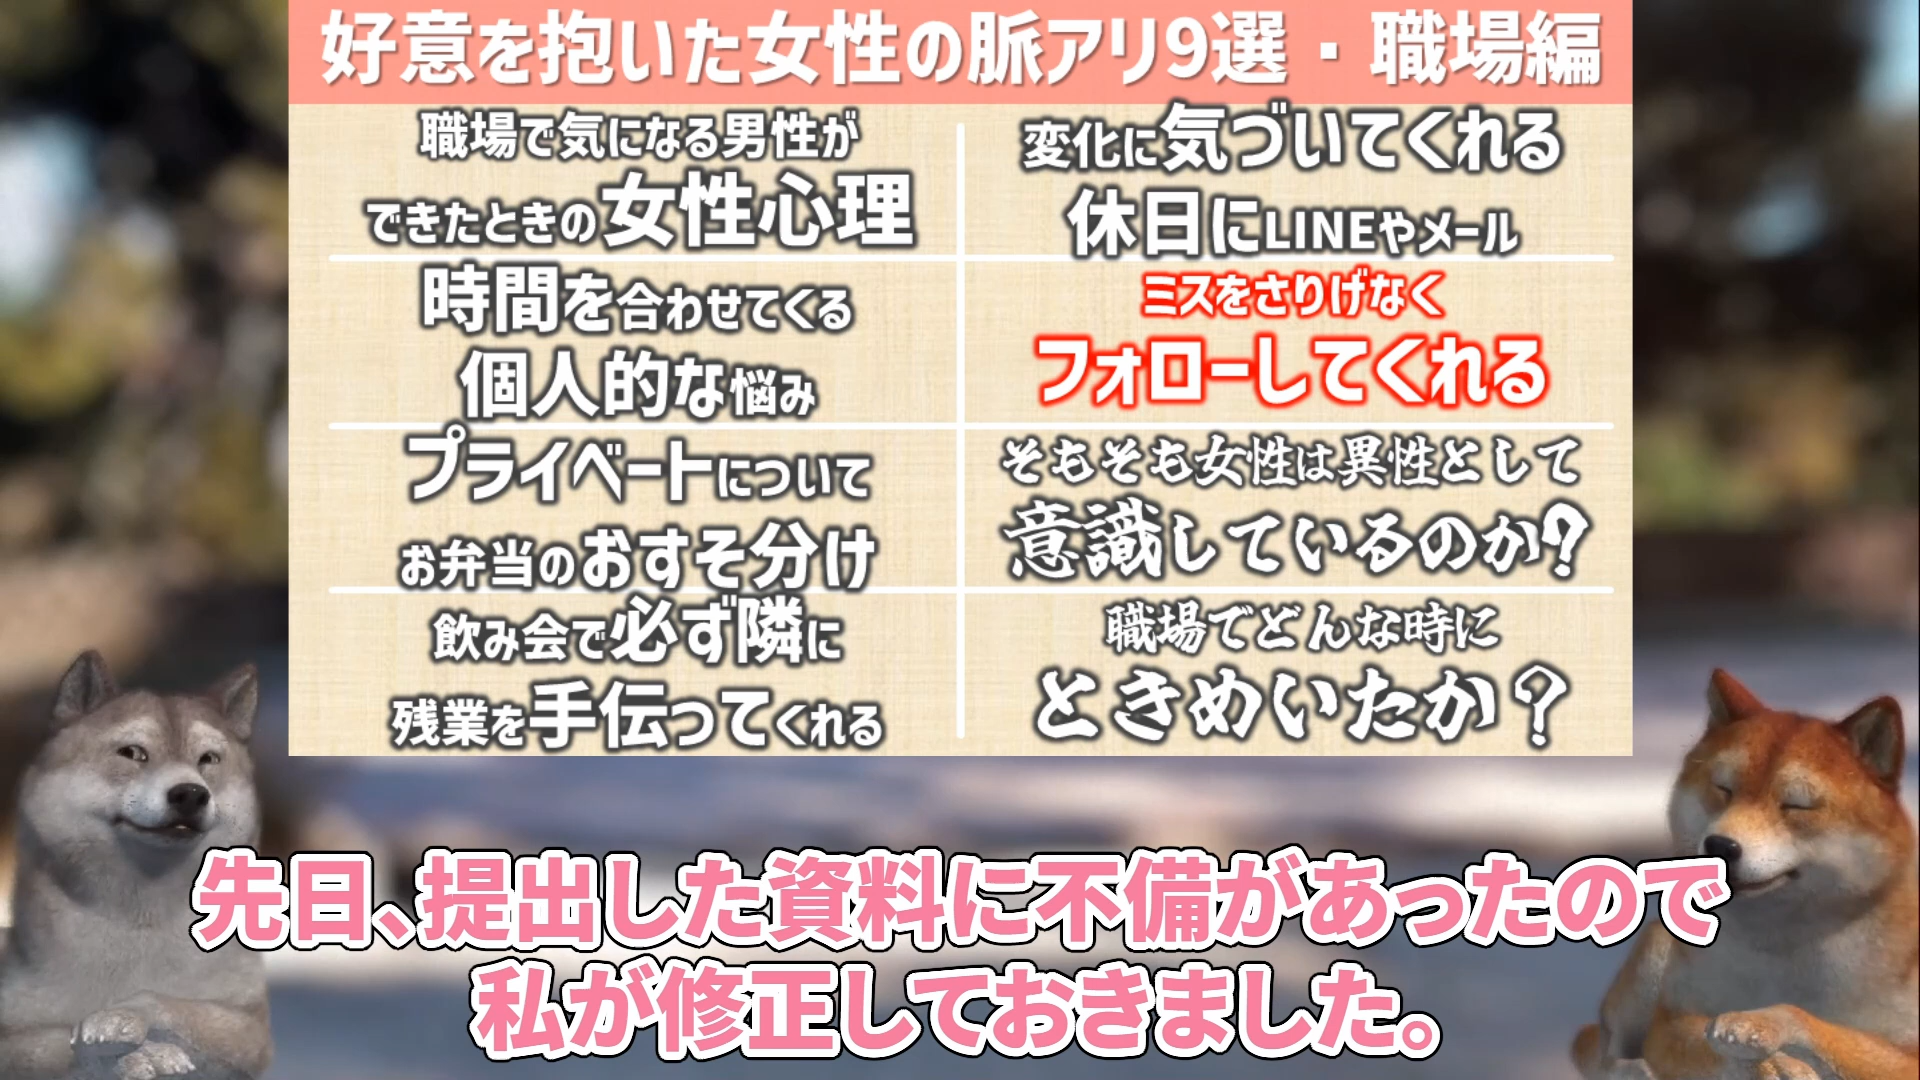 好意を抱いた女性の脈アリ9選・職場編
職場で気になる男性が
できたときの女性心理
時間を合わせてくる
個人的な悩み
プライベートについて
お弁当のおすそ分け
飲み会で必ず隣に
残業を手伝ってくれる
変化に気づいてくれる
休日にLINEやメール
ミスをさりげなく
フォローしてくれる
そもそも女性は異性として
意識しているのか?
職場でどんな時に
ときめいたか?
先日、提出した資料に不備があったので
私が修正しておきました。